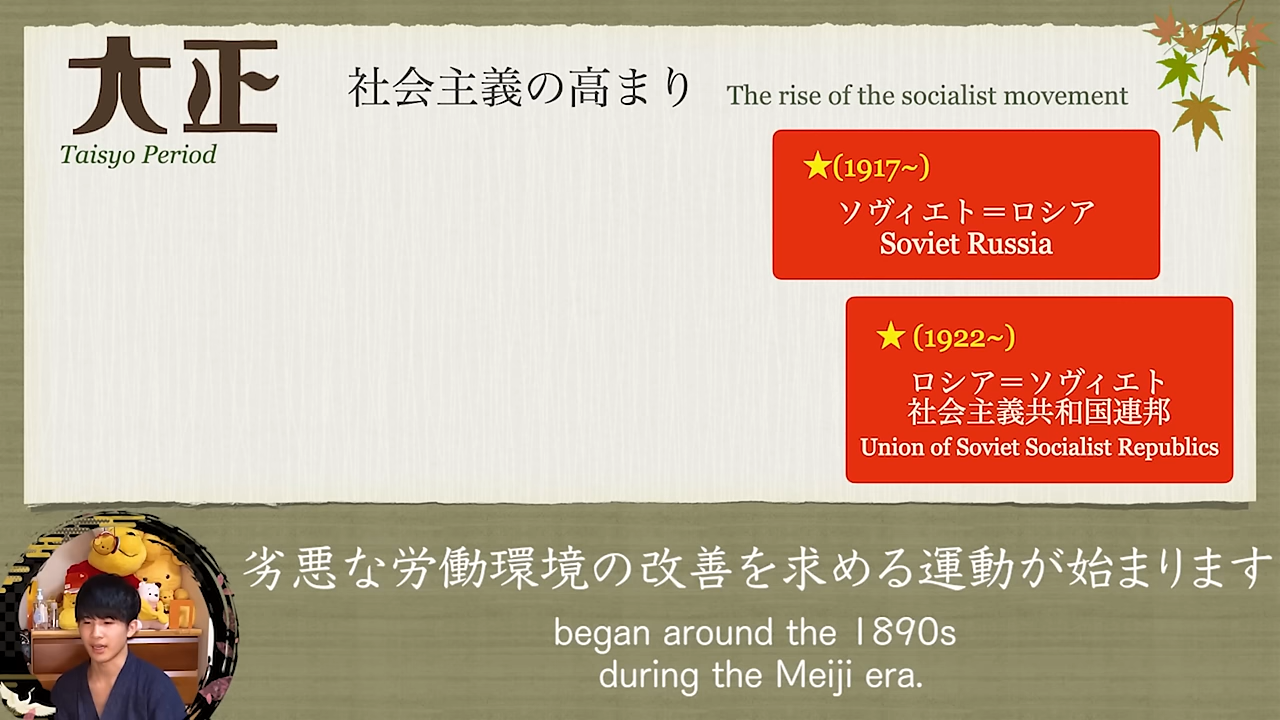 大正
Taisyo Period
社会主義の高まり
The rise of the socialist movement
★(1917~)
ソヴィエト＝ロシア
Soviet Russia
★ (1922~)
ロシア＝ソヴィエト
社会主義共和国連邦
Union of Soviet Socialist Republics
劣悪な労働環境の改善を求める運動が始まります
began around the 1890s
during the Meiji era.